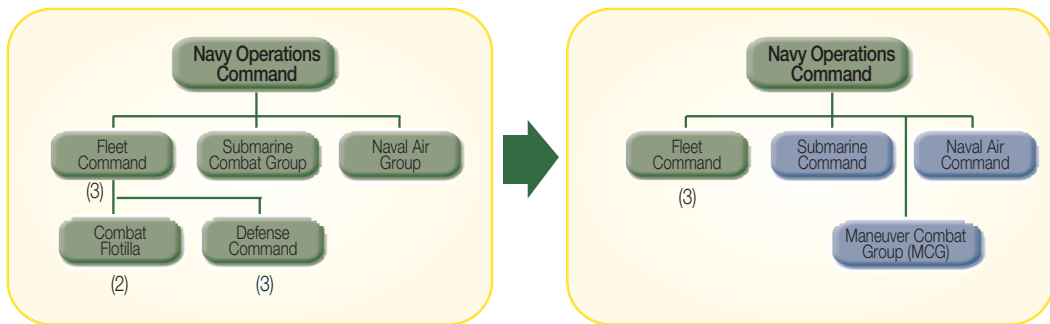 Navy Operations
Command
Fleet
Command
(3)
Submarine
Combat Group
Naval Air
Group
Combat
Flotilla
(2)
Defense
Command
(3)
Navy Operations
Command
Fleet
Command
(3)
Submarine
Command
Naval Air
Command
Maneuver Combat
Group (MCG)